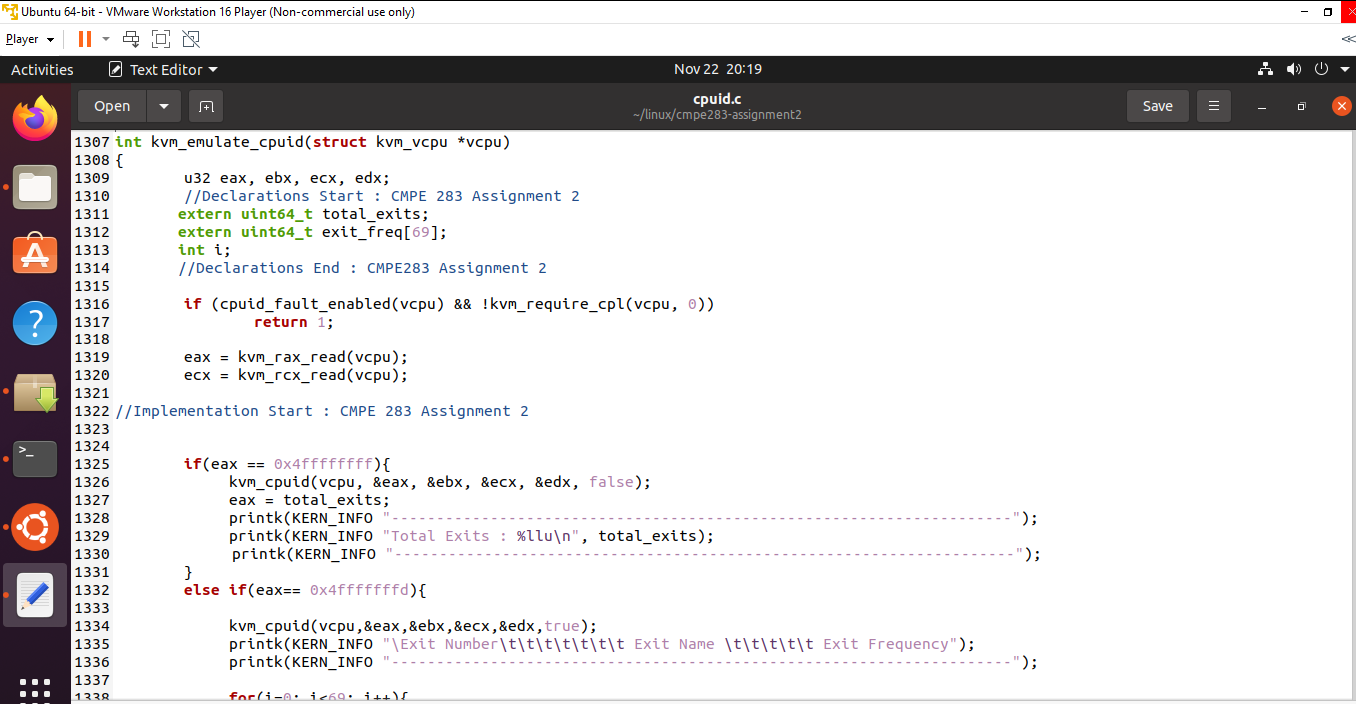 Ubuntu 64-bit - VMware Workstation 16 Player (Non-commercial use only)
Player
Activities Text Editor Nov 22 20:19
Open cpuid.c Save
~/linux/cmpe283-assignment2
1307 int kvm_emulate_cpuid(struct kvm_vcpu *vcpu)
1308 {
1309 u32 eax, ebx, ecx, edx;
1310 //Declarations Start : CMPE 283 Assignment 2
1311 extern uint64_t total_exits;
1312 extern uint64_t exit_freq[69];
1313 int i;
1314 //Declarations End : CMPE283 Assignment 2
1315
1316 if (cpuid_fault_enabled(vcpu) && !kvm_require_cpl(vcpu, 0))
1317 return 1;
1318
1319 eax = kvm_rax_read(vcpu);
1320 ecx = kvm_rcx_read(vcpu);
1321
1322 //Implementation Start : CMPE 283 Assignment 2
1323
1324
1325 if(eax == 0x4fffffff){
1326 kvm_cpuid(vcpu, &eax, &ebx, &ecx, &edx, false);
1327 eax = total_exits;
1328 printk(KERN_INFO "---------------------------------------------------------------------");
1329 printk(KERN_INFO "Total Exits : %llu\n", total_exits);
1330 printk(KERN_INFO "---------------------------------------------------------------------");
1331 }
1332 else if(eax== 0x4ffffffd){
1333
1334 kvm_cpuid(vcpu,&eax,&ebx,&ecx,&edx,true);
1335 printk(KERN_INFO "\Exit Number\t\t\t\t\t\t\t Exit Name \t\t\t\t\t Exit Frequency");
1336 printk(KERN_INFO "---------------------------------------------------------------------");
1337
1338 for(i=0; i<69; i++){